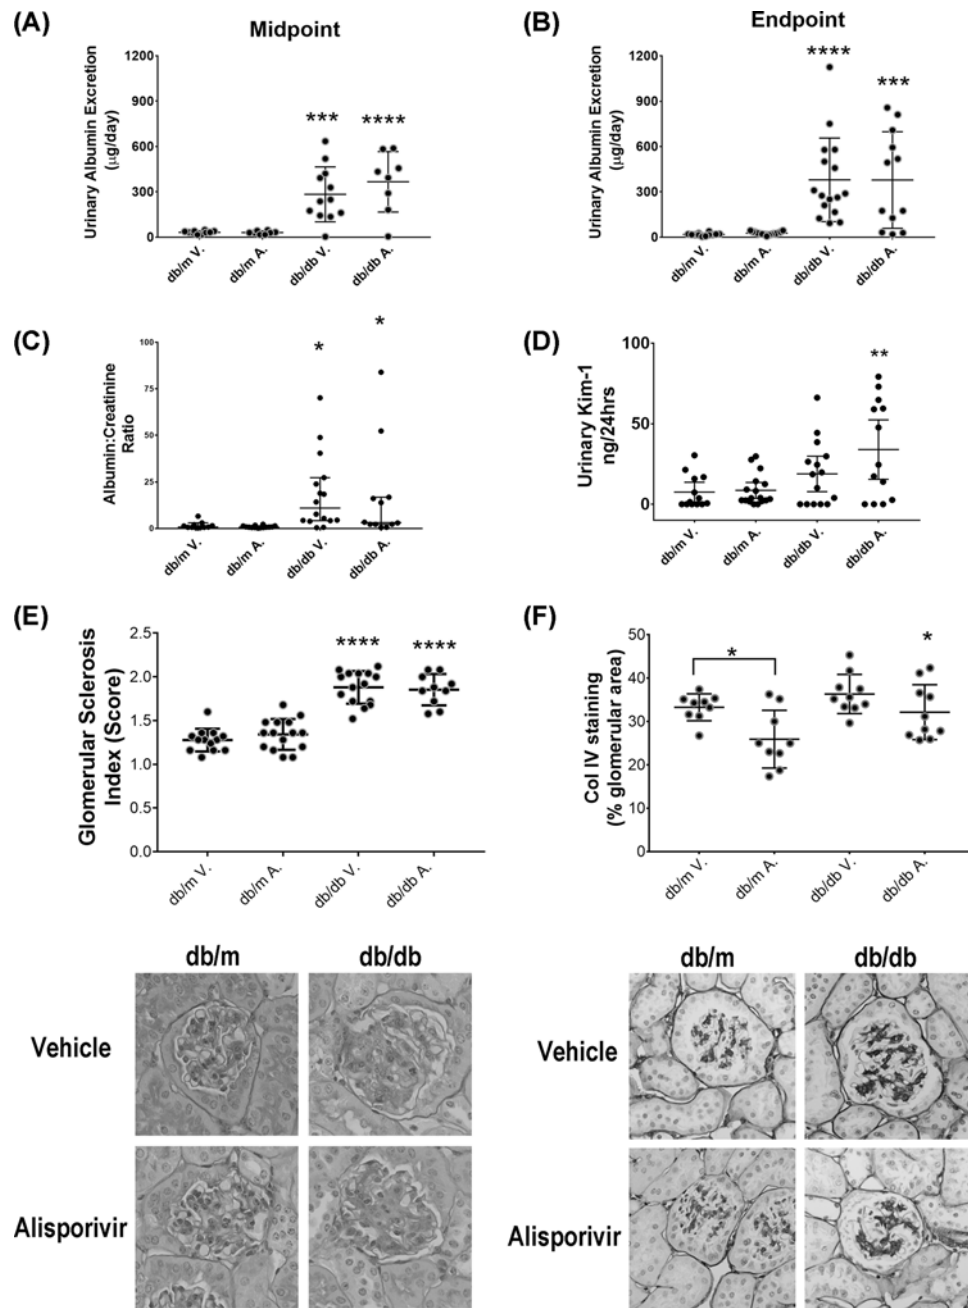 (A)
Midpoint
Urinary Albumin Excretion
(μg/day)
1200
900
600
300
0
***
****
db/m V.
db/m A.
db/db V.
db/db A.
(B)
Endpoint
Urinary Albumin Excretion
(μg/day)
1200
900
600
300
0
****
***
db/m V.
db/m A.
db/db V.
db/db A.
(C)
Albumin:Creatinine
Ratio
100
75
50
25
0
*
*
db/m V.
db/m A.
db/db V.
db/db A.
(D)
Urinary Kim-1
ng/24hrs
100
50
0
**
db/m V.
db/m A.
db/db V.
db/db A.
(E)
Glomerular Sclerosis
Index (Score)
2.5
2.0
1.5
1.0
0.5
0.0
****
****
db/m V.
db/m A.
db/db V.
db/db A.
(F)
Col IV staining
(% glomerular area)
50
40
30
20
10
0
*
*
db/m V.
db/m A.
db/db V.
db/db A.
db/m
db/db
Vehicle
Alisporivir
db/m
db/db
Vehicle
Alisporivir